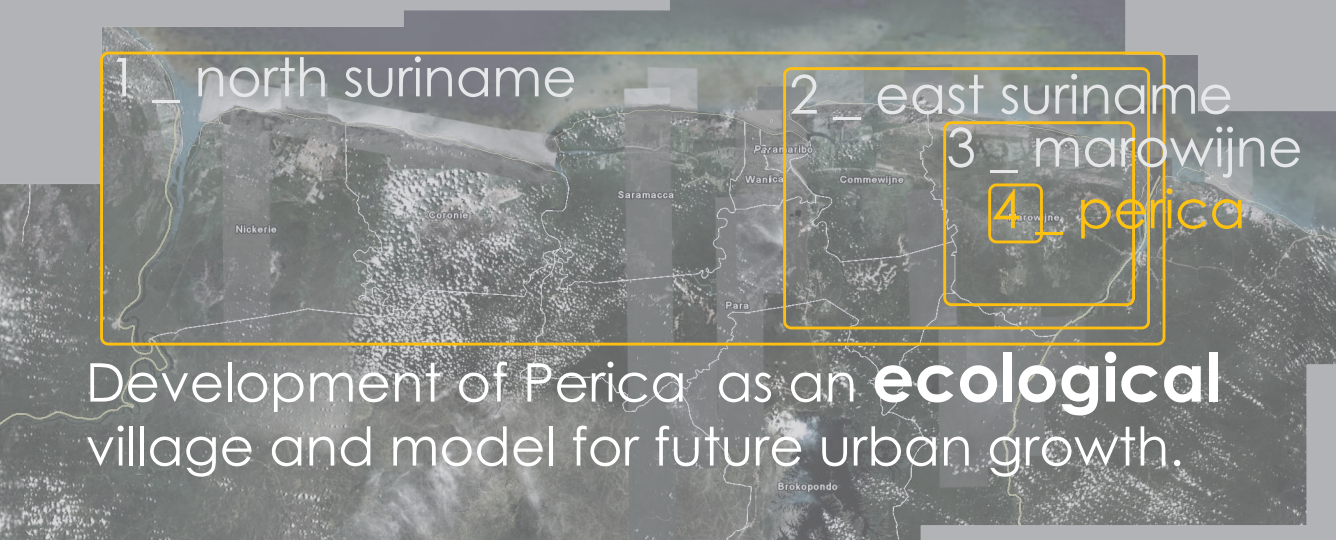 1 _ north suriname
2 _ east suriname
3 _ marowijne
4 _ perica
Paramaribo
Wanica
Commewijne
Saramacca
Coronie
Marowijne
Nickerie
Para
Development of Perica as an ecological
village and model for future urban growth.
Brokopondo